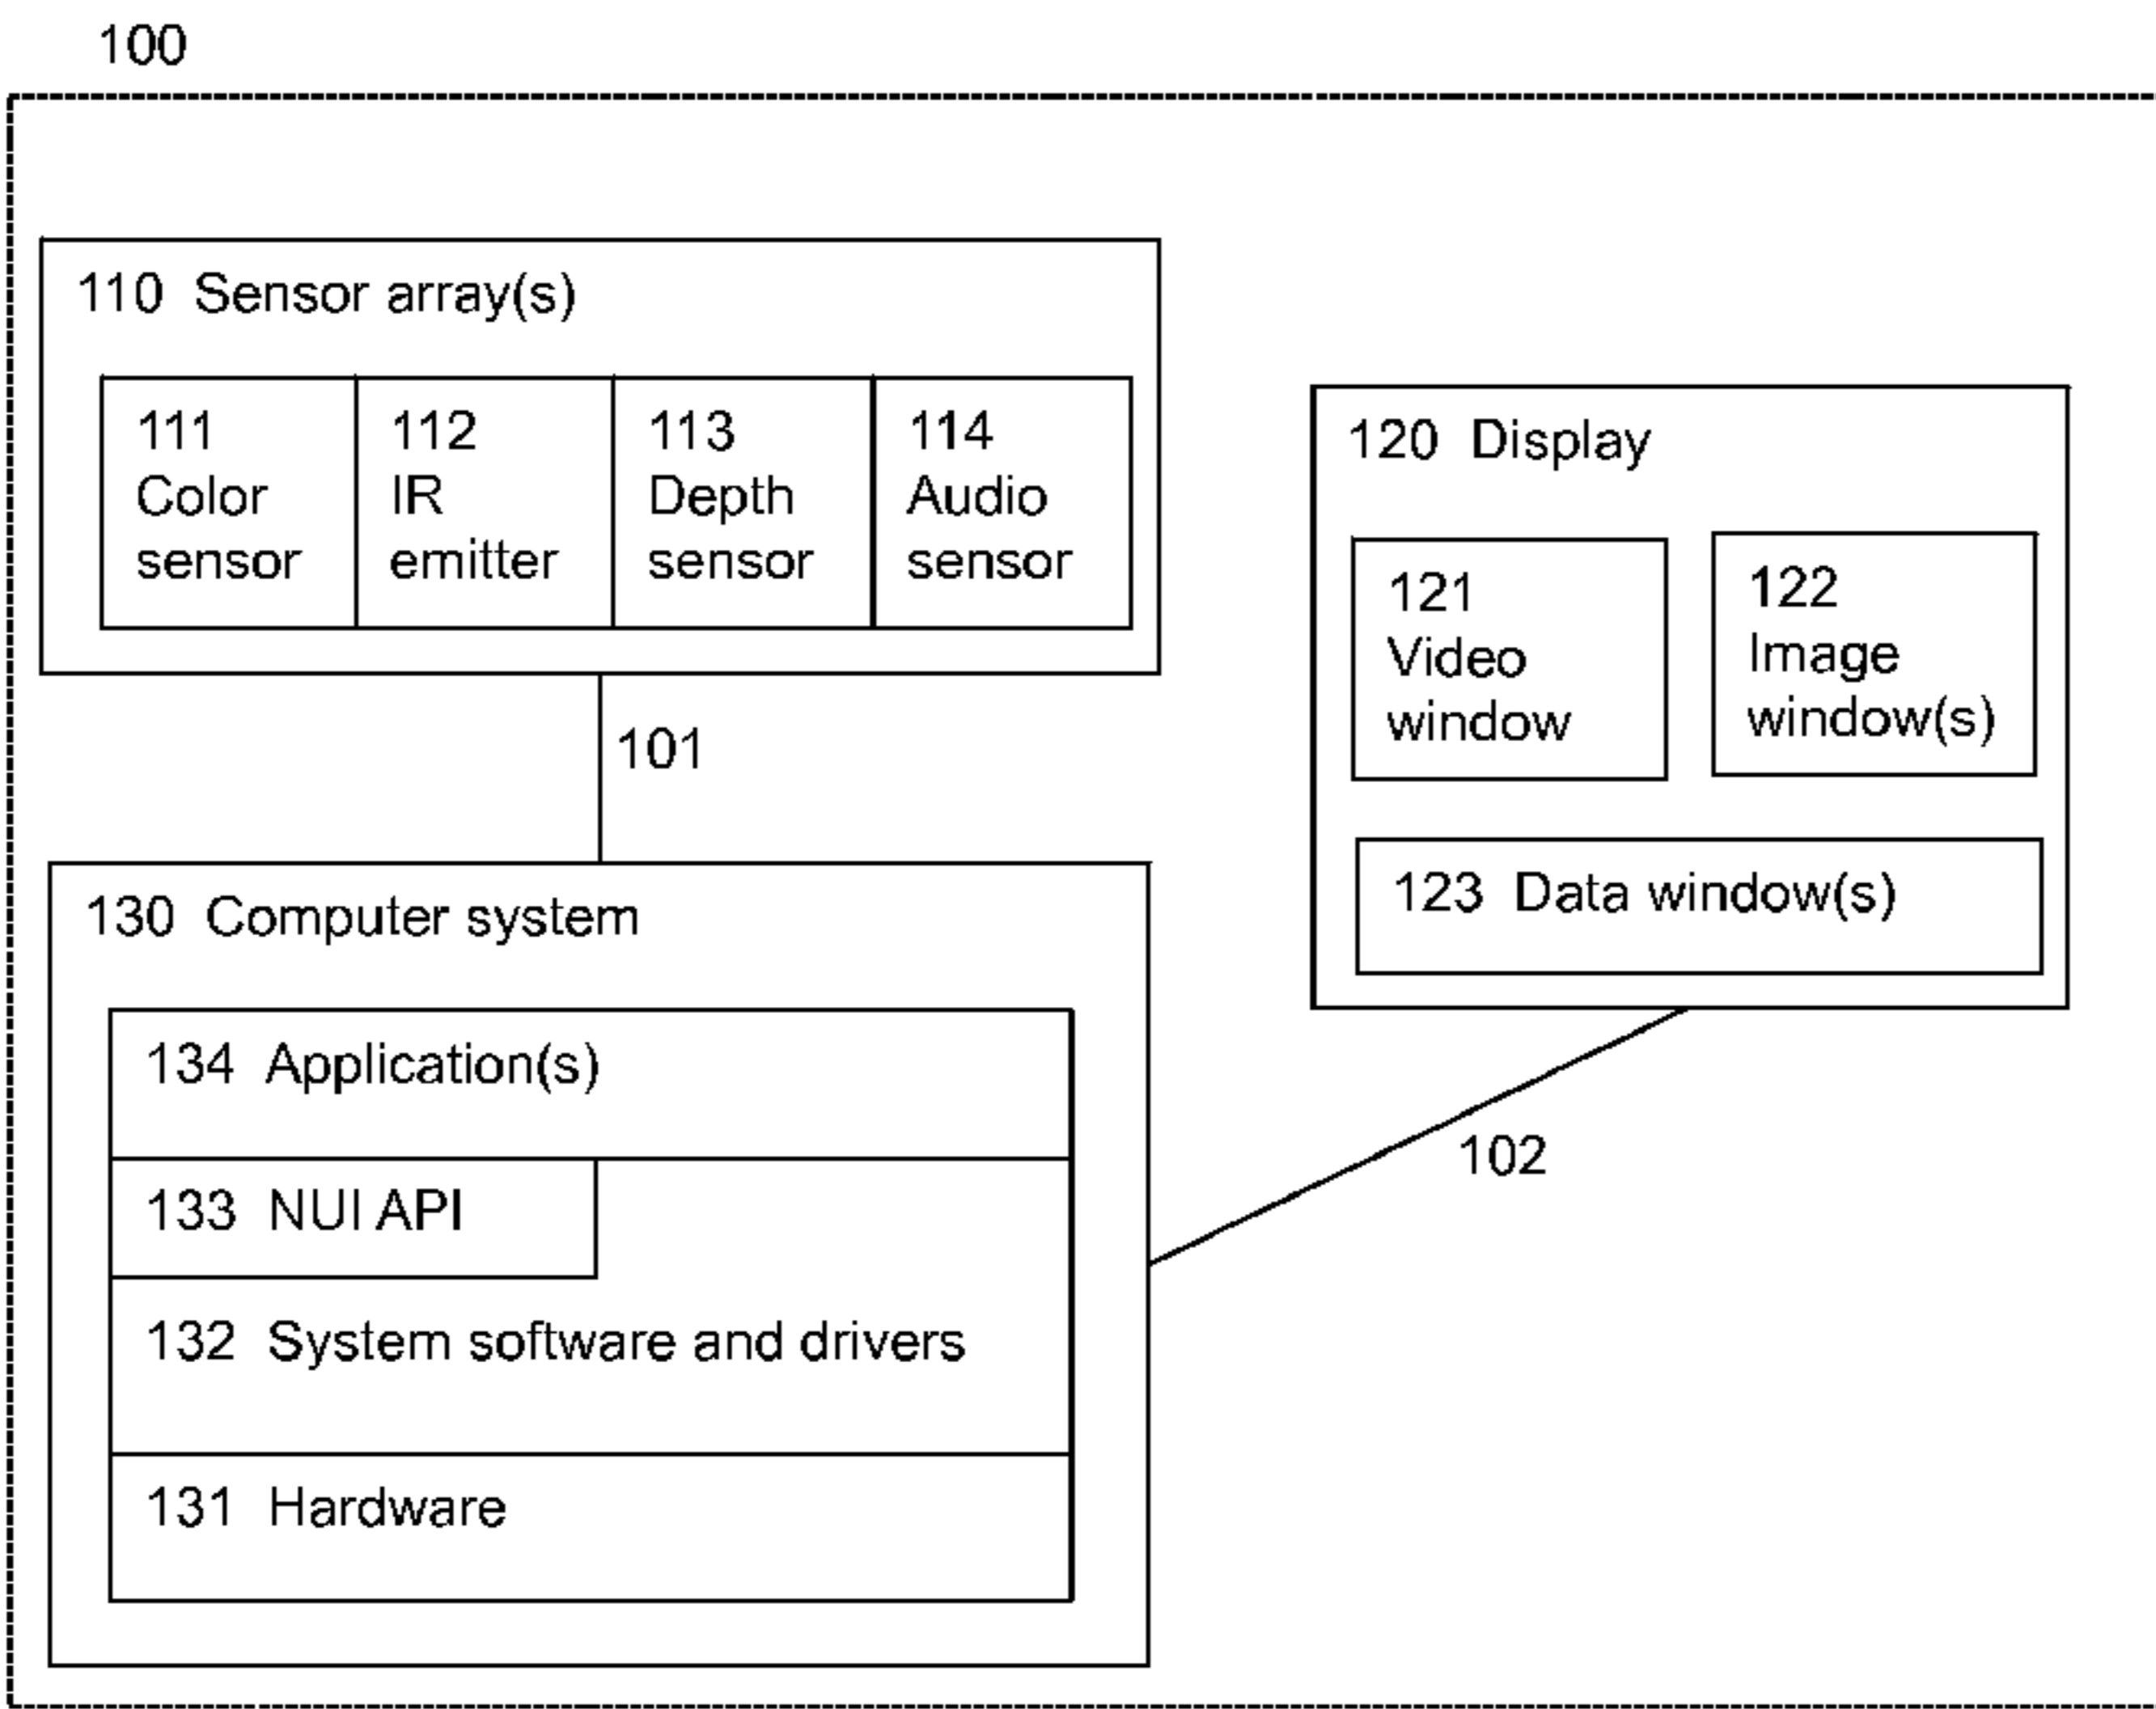 100
110 Sensor array(s)
111
Color
sensor
112
IR
emitter
113
Depth
sensor
114
Audio
sensor
120 Display
121
Video
window
122
Image
window(s)
123 Data window(s)
101
130 Computer system
134 Application(s)
133 NUI API
132 System software and drivers
131 Hardware
102